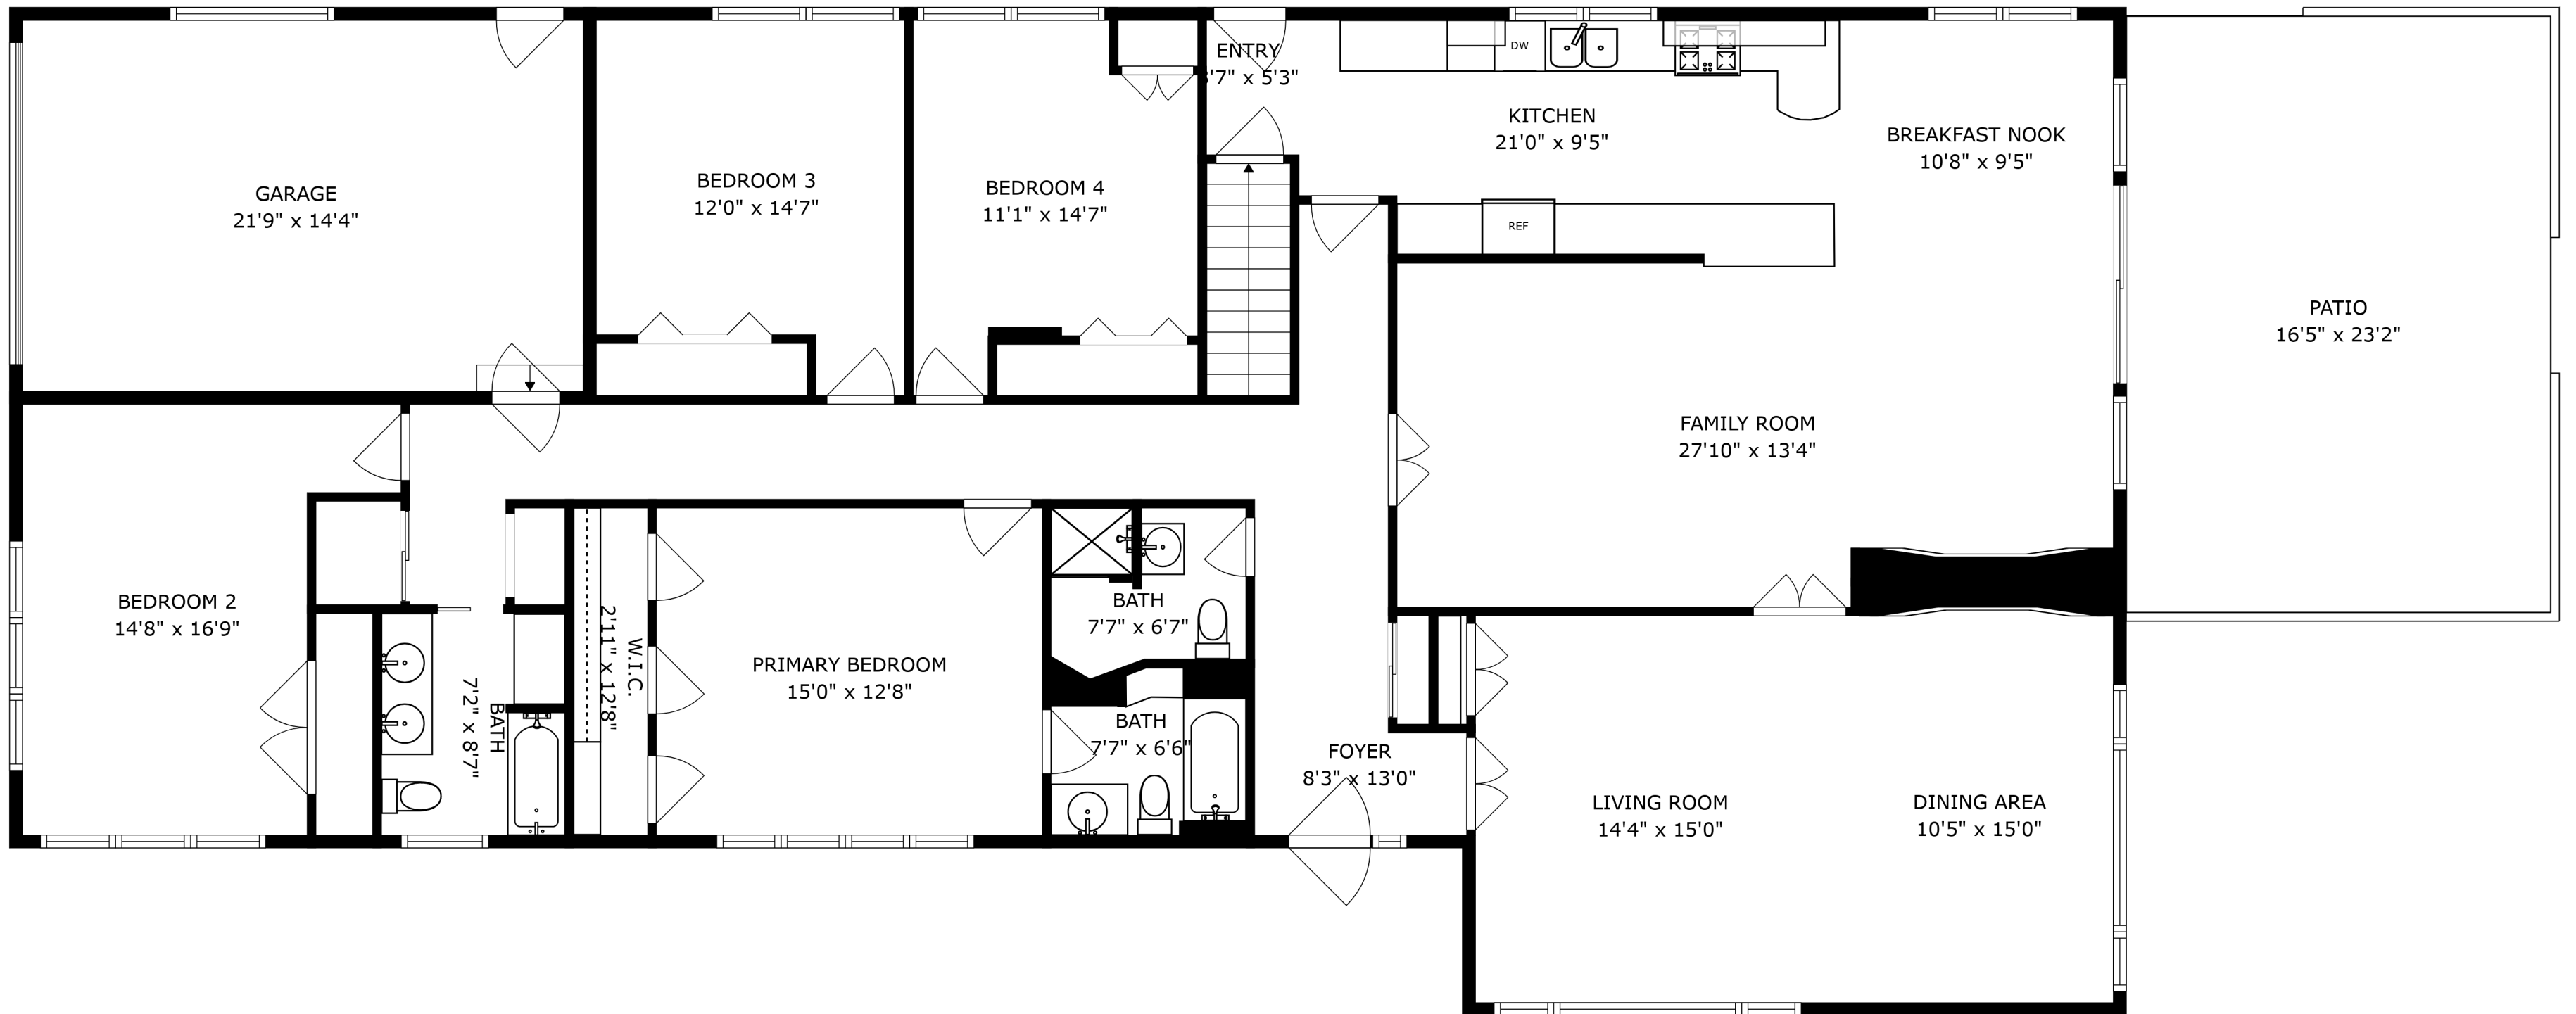 GARAGE
21'9" x 14'4"
BEDROOM 3
12'0" x 14'7"
BEDROOM 4
11'1" x 14'7"
ENTRY
'7" x 5'3"
DW
KITCHEN
21'0" x 9'5"
REF
BREAKFAST NOOK
10'8" x 9'5"
PATIO
16'5" x 23'2"
FAMILY ROOM
27'10" x 13'4"
BEDROOM 2
14'8" x 16'9"
BATH
7'2" x 8'7"
W.I.C.
2'11" x 12'8"
PRIMARY BEDROOM
15'0" x 12'8"
BATH
7'7" x 6'7"
BATH
7'7" x 6'6"
FOYER
8'3" x 13'0"
LIVING ROOM
14'4" x 15'0"
DINING AREA
10'5" x 15'0"